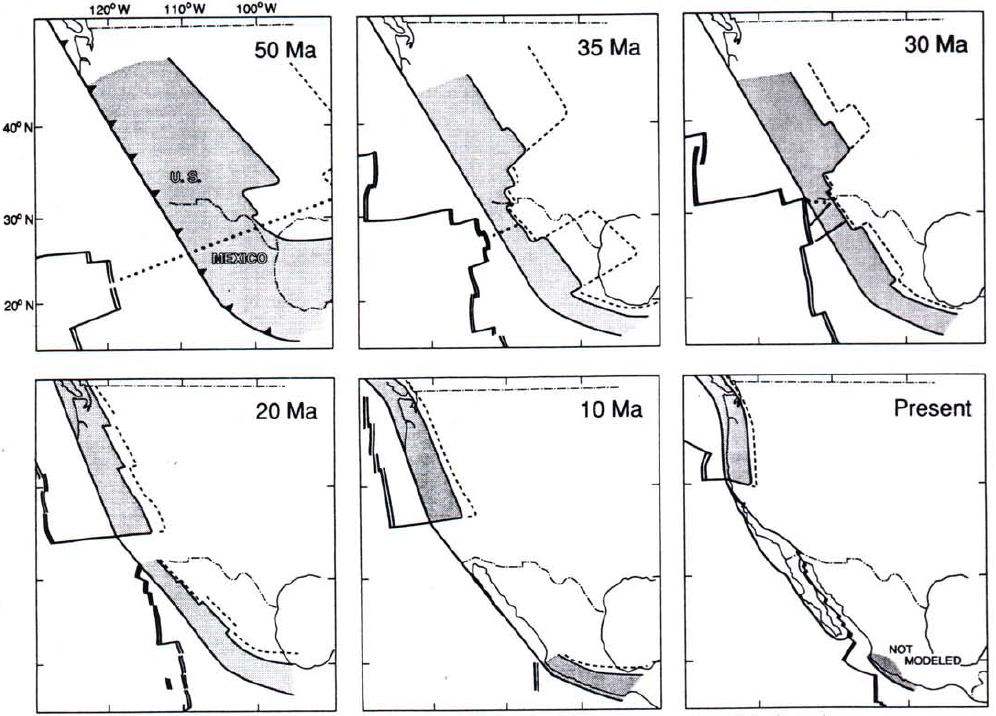 120° W 110°W 100°W
50 Ma
35 Ma
30 Ma
40° N
U. S.
30° N
MEXICO
20° N
20 Ma
10 Ma
Present
NOT
MODELED